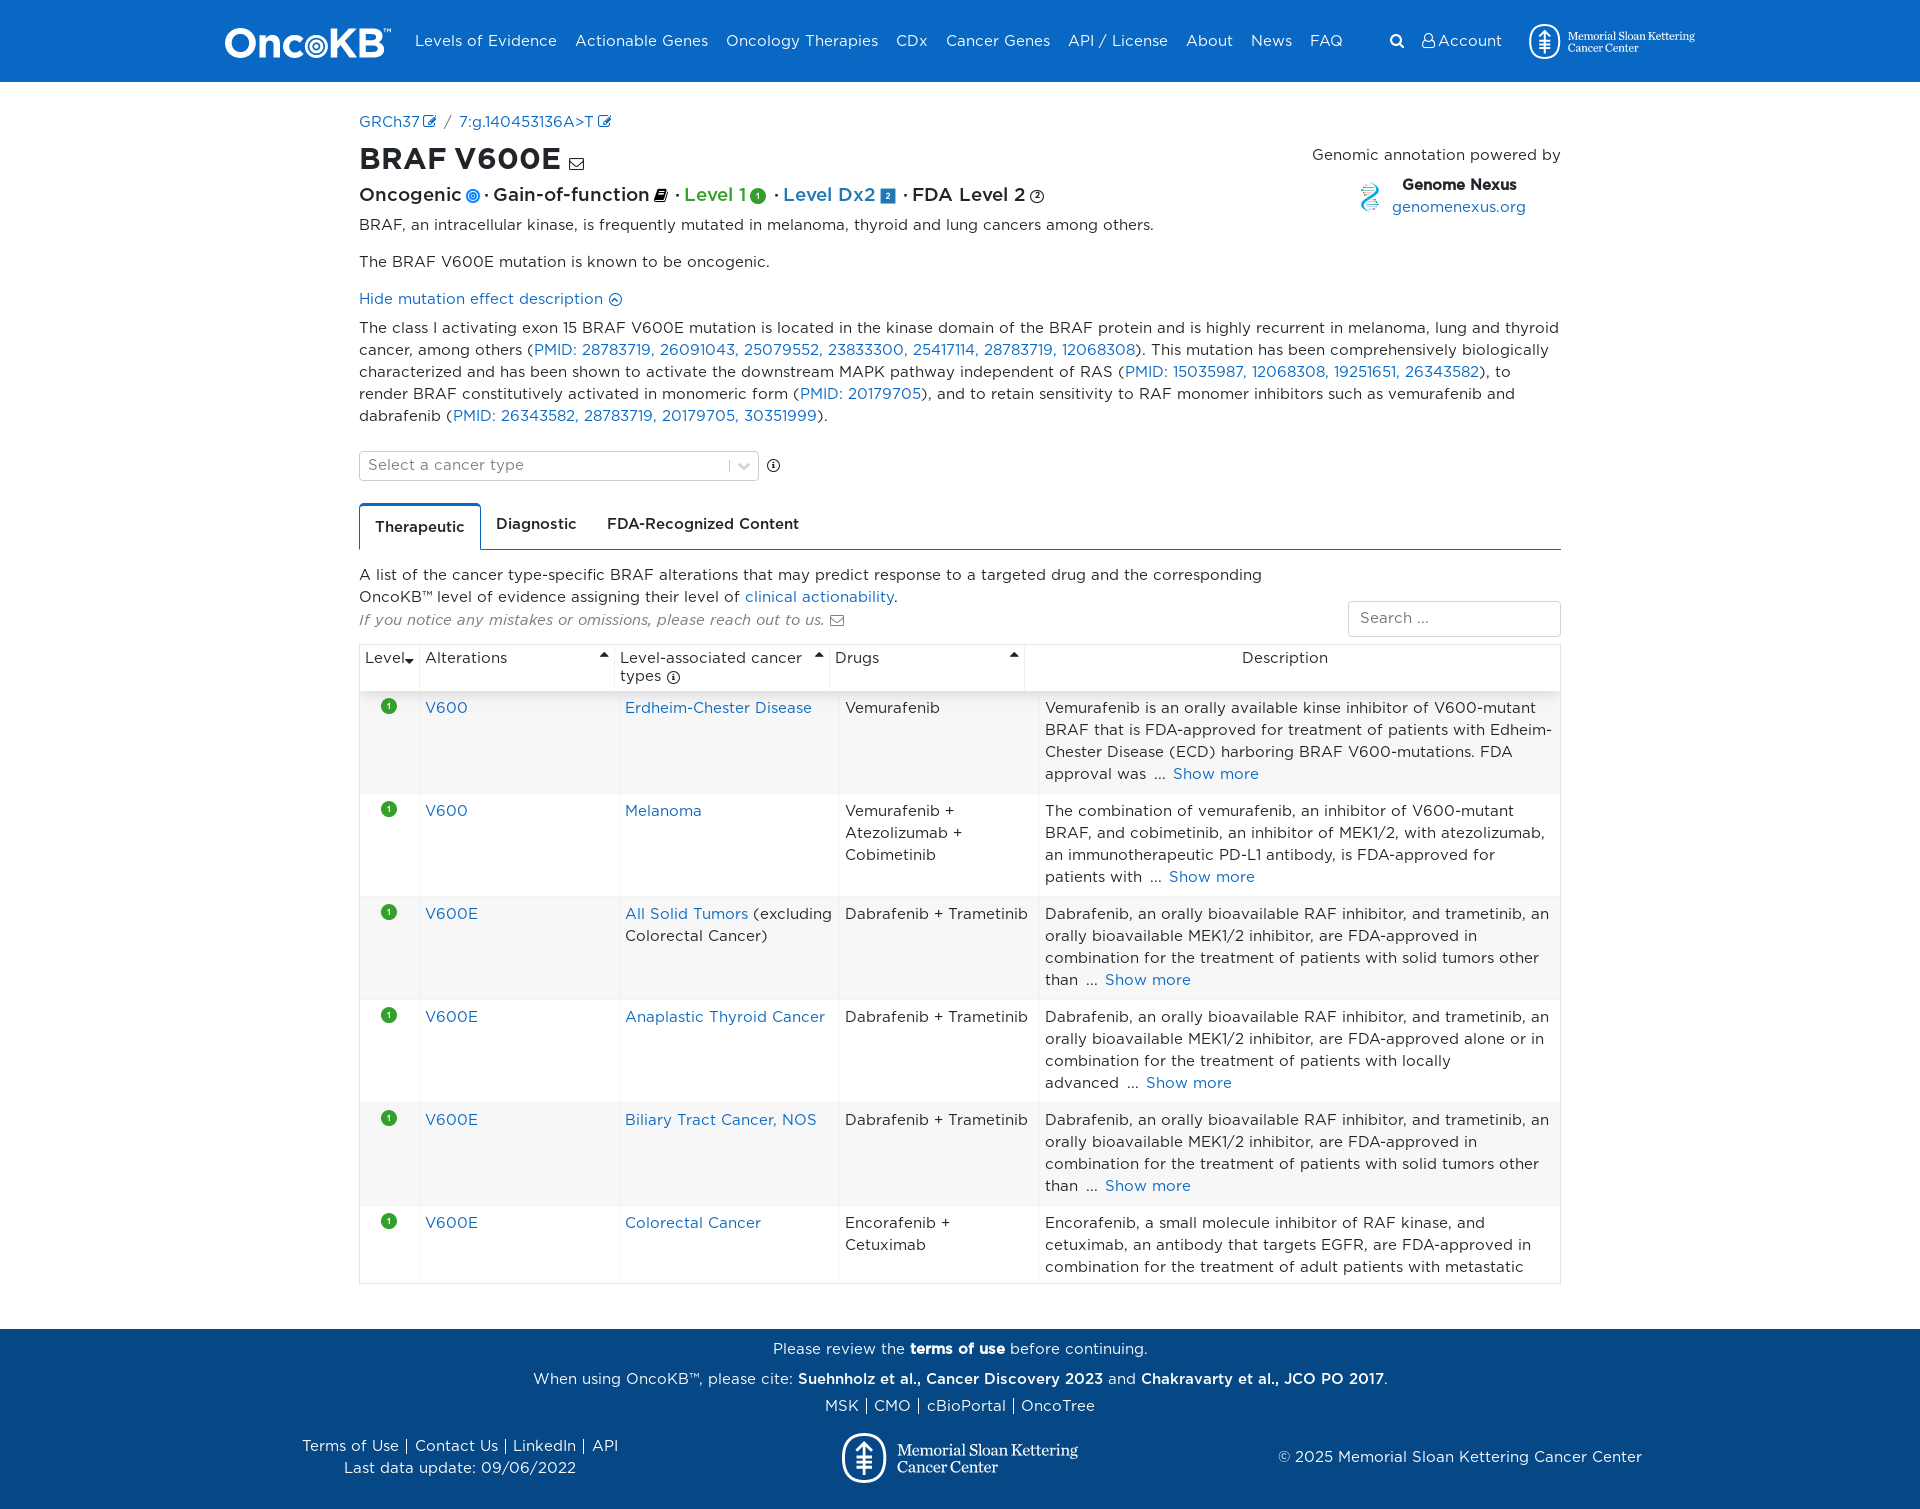 OncoKB™ Levels of Evidence Actionable Genes Oncology Therapies CDx Cancer Genes API / License About News FAQ Account Memorial Sloan Kettering
Cancer Center
GRCh37 / 7:g.140453136A>T
BRAF V600E
Genomic annotation powered by
Genome Nexus
genomenexus.org
Oncogenic · Gain-of-function · Level 1 1 · Level Dx2 2 · FDA Level 2 2
BRAF, an intracellular kinase, is frequently mutated in melanoma, thyroid and lung cancers among others.
The BRAF V600E mutation is known to be oncogenic.
Hide mutation effect description
The class I activating exon 15 BRAF V600E mutation is located in the kinase domain of the BRAF protein and is highly recurrent in melanoma, lung and thyroid
cancer, among others (PMID: 28783719, 26091043, 25079552, 23833300, 25417114, 28783719, 12068308). This mutation has been comprehensively biologically
characterized and has been shown to activate the downstream MAPK pathway independent of RAS (PMID: 15035987, 12068308, 19251651, 26343582), to
render BRAF constitutively activated in monomeric form (PMID: 20179705), and to retain sensitivity to RAF monomer inhibitors such as vemurafenib and
dabrafenib (PMID: 26343582, 28783719, 20179705, 30351999).
Select a cancer type
Therapeutic Diagnostic FDA-Recognized Content
A list of the cancer type-specific BRAF alterations that may predict response to a targeted drug and the corresponding
OncoKB™ level of evidence assigning their level of clinical actionability.
If you notice any mistakes or omissions, please reach out to us.
Search ...
Level Alterations Level-associated cancer types Drugs Description
1 V600 Erdheim-Chester Disease Vemurafenib Vemurafenib is an orally available kinse inhibitor of V600-mutant
BRAF that is FDA-approved for treatment of patients with Edheim-
Chester Disease (ECD) harboring BRAF V600-mutations. FDA
approval was ... Show more
1 V600 Melanoma Vemurafenib + The combination of vemurafenib, an inhibitor of V600-mutant
Atezolizumab + BRAF, and cobimetinib, an inhibitor of MEK1/2, with atezolizumab,
Cobimetinib an immunotherapeutic PD-L1 antibody, is FDA-approved for
patients with ... Show more
1 V600E All Solid Tumors (excluding Dabrafenib + Trametinib Dabrafenib, an orally bioavailable RAF inhibitor, and trametinib, an
Colorectal Cancer) orally bioavailable MEK1/2 inhibitor, are FDA-approved in
combination for the treatment of patients with solid tumors other
than ... Show more
1 V600E Anaplastic Thyroid Cancer Dabrafenib + Trametinib Dabrafenib, an orally bioavailable RAF inhibitor, and trametinib, an
orally bioavailable MEK1/2 inhibitor, are FDA-approved alone or in
combination for the treatment of patients with locally
advanced ... Show more
1 V600E Biliary Tract Cancer, NOS Dabrafenib + Trametinib Dabrafenib, an orally bioavailable RAF inhibitor, and trametinib, an
orally bioavailable MEK1/2 inhibitor, are FDA-approved in
combination for the treatment of patients with solid tumors other
than ... Show more
1 V600E Colorectal Cancer Encorafenib + Encorafenib, a small molecule inhibitor of RAF kinase, and
Cetuximab cetuximab, an antibody that targets EGFR, are FDA-approved in
combination for the treatment of adult patients with metastatic
Please review the terms of use before continuing.
When using OncoKB™, please cite: Suehnholz et al., Cancer Discovery 2023 and Chakravarty et al., JCO PO 2017.
MSK | CMO | cBioPortal | OncoTree
Terms of Use | Contact Us | LinkedIn | API
Last data update: 09/06/2022
Memorial Sloan Kettering
Cancer Center
© 2025 Memorial Sloan Kettering Cancer Center